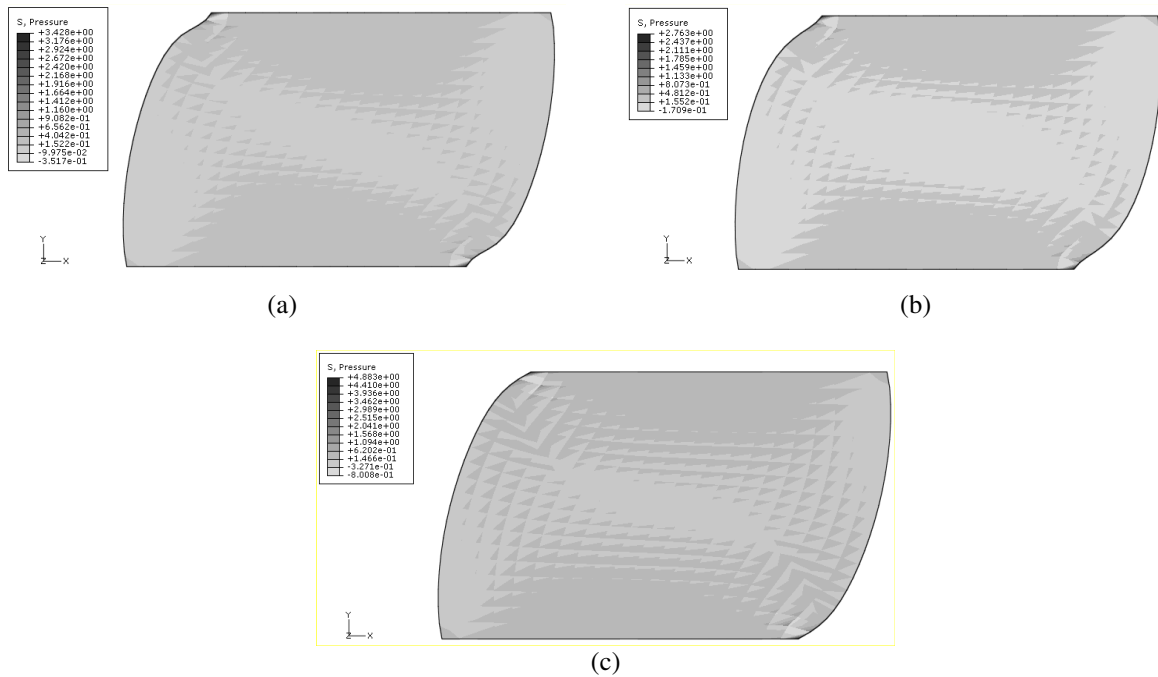 S, Pressure
+3.428e+00
+3.176e+00
+2.924e+00
+2.672e+00
+2.420e+00
+2.168e+00
+1.916e+00
+1.664e+00
+1.412e+00
+1.160e+00
+9.082e-01
+6.562e-01
+4.042e-01
+1.522e-01
-9.975e-02
-3.517e-01
Y
Z X
(a)
S, Pressure
+2.763e+00
+2.437e+00
+2.111e+00
+1.785e+00
+1.459e+00
+1.133e+00
+8.073e-01
+4.812e-01
+1.552e-01
-1.709e-01
Y
Z X
(b)
S, Pressure
+4.883e+00
+4.410e+00
+3.936e+00
+3.462e+00
+2.989e+00
+2.515e+00
+2.041e+00
+1.568e+00
+1.094e+00
+6.202e-01
+1.466e-01
-3.271e-01
-8.008e-01
Y
Z X
(c)